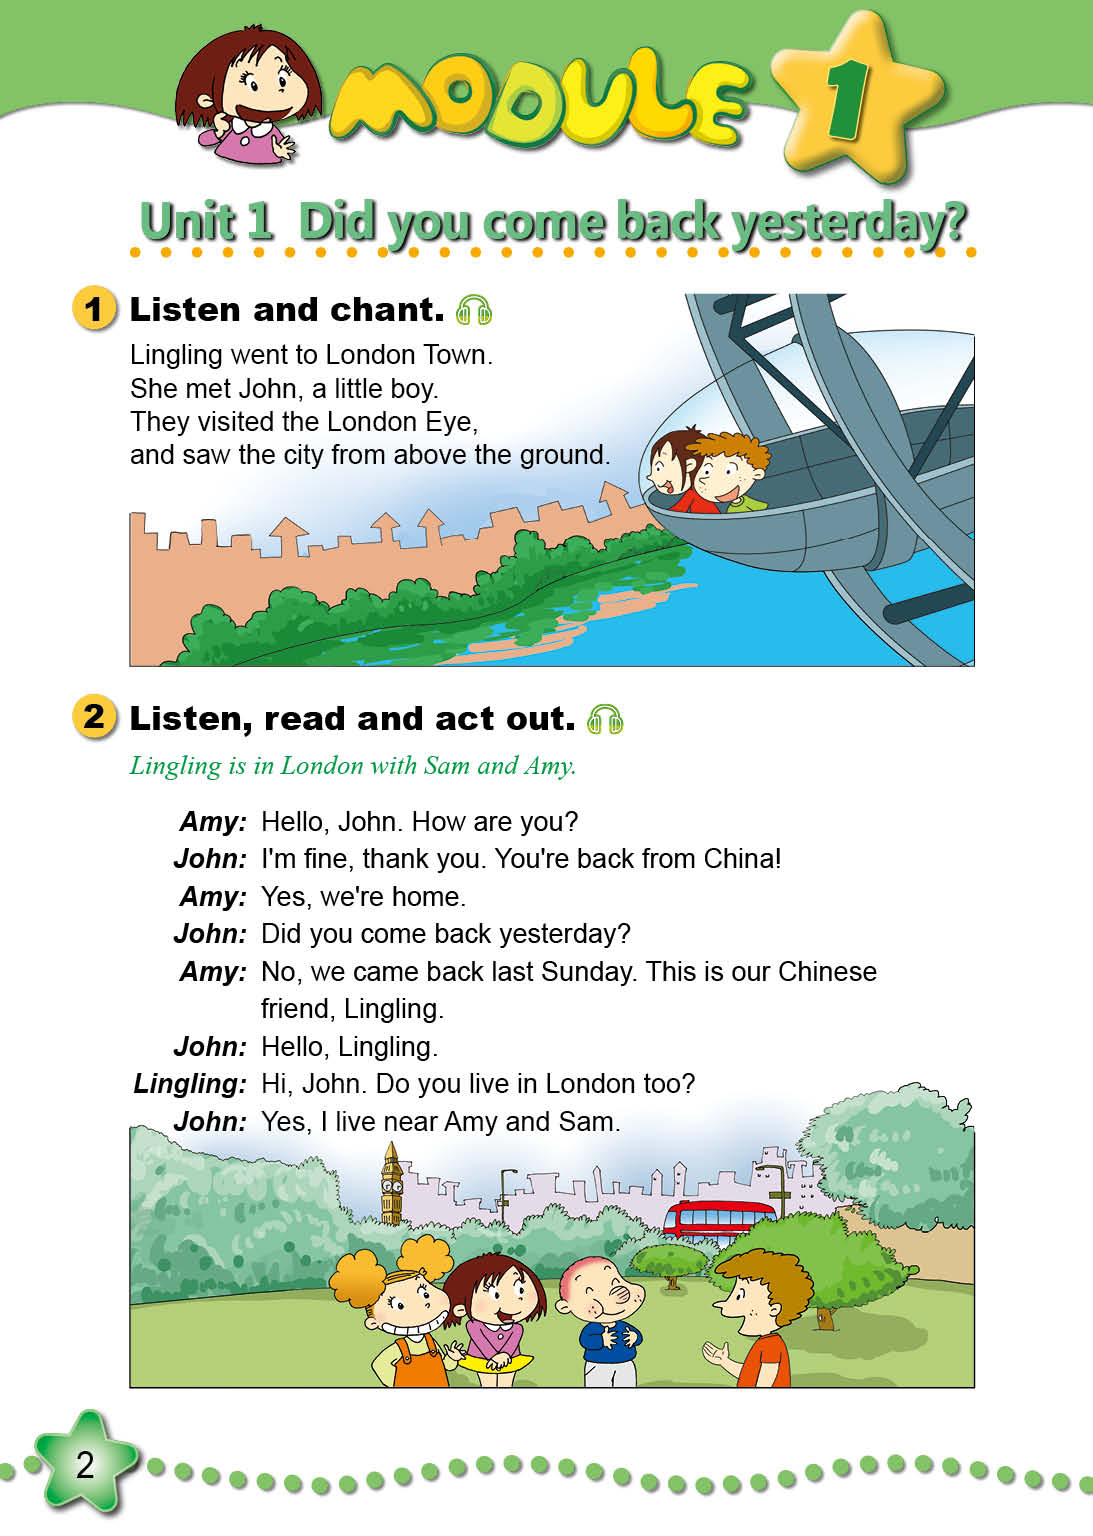 MODULE 1
Unit 1 Did you come back yesterday?
1 Listen and chant.
Lingling went to London Town.
She met John, a little boy.
They visited the London Eye,
and saw the city from above the ground.
2 Listen, read and act out.
Lingling is in London with Sam and Amy.
Amy: Hello, John. How are you?
John: I'm fine, thank you. You're back from China!
Amy: Yes, we're home.
John: Did you come back yesterday?
Amy: No, we came back last Sunday. This is our Chinese
friend, Lingling.
John: Hello, Lingling.
Lingling: Hi, John. Do you live in London too?
John: Yes, I live near Amy and Sam.
2